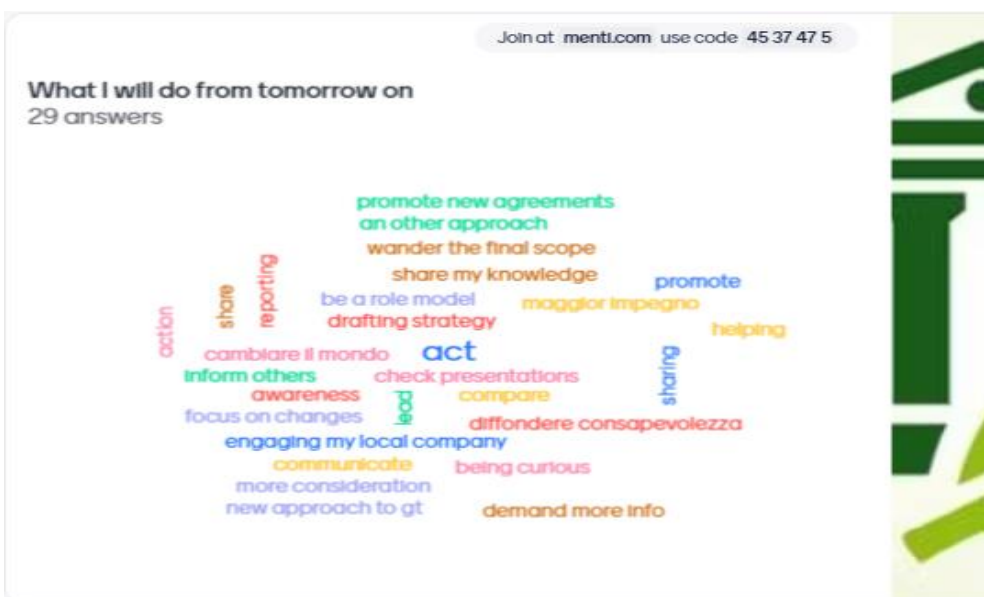 Join at menti.com use code 45 37 47 5
What I will do from tomorrow on
29 answers
promote new agreements
an other approach
wander the final scope
share my knowledge
promote
reporting
share
be a role model
maggior impegno
action
drafting strategy
helping
cambiare il mondo
act
sharing
inform others
check presentations
awareness
lead
compare
focus on changes
diffondere consapevolezza
engaging my local company
communicate
being curious
more consideration
new approach to gt
demand more info